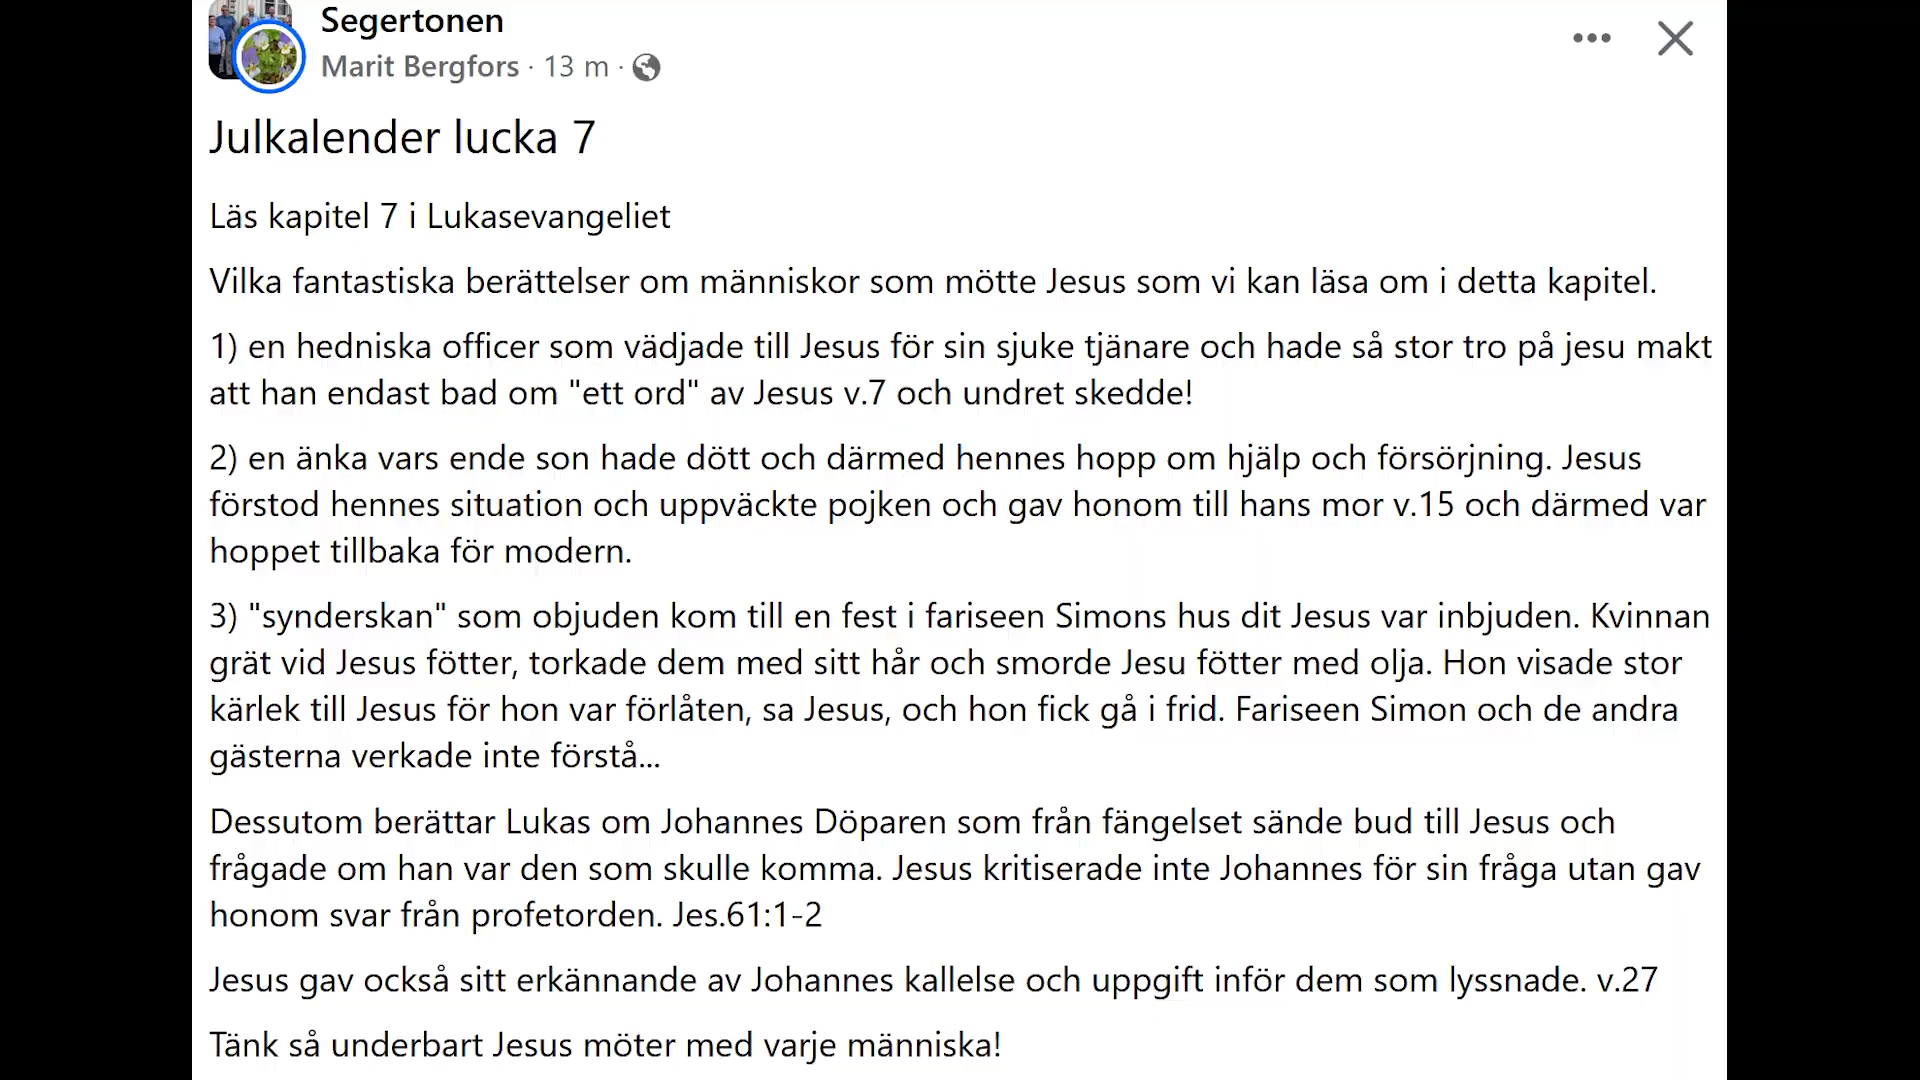 Segertonen
Marit Bergfors · 13 m ·
Julkalender lucka 7
Läs kapitel 7 i Lukasevangeliet
Vilka fantastiska berättelser om människor som mötte Jesus som vi kan läsa om i detta kapitel.
1) en hedniska officer som vädjade till Jesus för sin sjuke tjänare och hade så stor tro på jesu makt
att han endast bad om "ett ord" av Jesus v.7 och undret skedde!
2) en änka vars ende son hade dött och därmed hennes hopp om hjälp och försörjning. Jesus
förstod hennes situation och uppväckte pojken och gav honom till hans mor v.15 och därmed var
hoppet tillbaka för modern.
3) "synderskan" som objuden kom till en fest i fariseen Simons hus dit Jesus var inbjuden. Kvinnan
grät vid Jesus fötter, torkade dem med sitt hår och smorde Jesu fötter med olja. Hon visade stor
kärlek till Jesus för hon var förlåten, sa Jesus, och hon fick gå i frid. Fariseen Simon och de andra
gästerna verkade inte förstå...
Dessutom berättar Lukas om Johannes Döparen som från fängelset sände bud till Jesus och
frågade om han var den som skulle komma. Jesus kritiserade inte Johannes för sin fråga utan gav
honom svar från profetorden. Jes.61:1-2
Jesus gav också sitt erkännande av Johannes kallelse och uppgift inför dem som lyssnade. v.27
Tänk så underbart Jesus möter med varje människa!